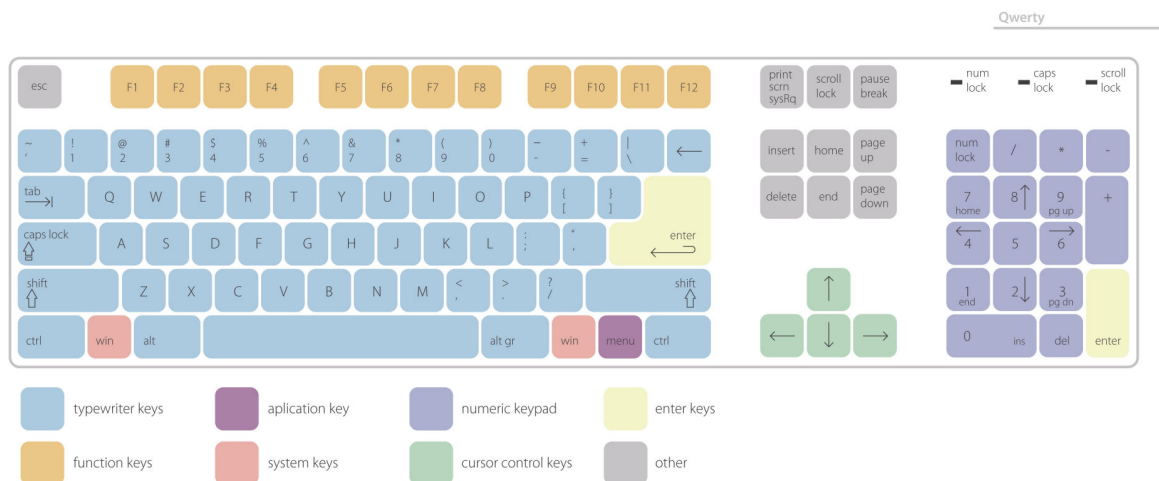 Qwerty
esc F1 F2 F3 F4 F5 F6 F7 F8 F9 F10 F11 F12
print scroll pause
scrn lock break
sysRq
num caps scroll
lock lock lock
~ ! @ # $ % ^ & * ( ) – + |
' 1 2 3 4 5 6 7 8 9 0 - = \
insert home page
up
num / * -
lock
tab Q W E R T Y U I O P { }
[ ]
delete end page
down
7 8 9 +
home pg up
caps lock A S D F G H J K L : "
; ,
enter
4 5 6
shift Z X C V B N M < > ? shift
, . /
1 2 3
end pg dn
ctrl win alt alt gr win menu ctrl
0 ins del enter
typewriter keys aplication key numeric keypad enter keys
function keys system keys cursor control keys other